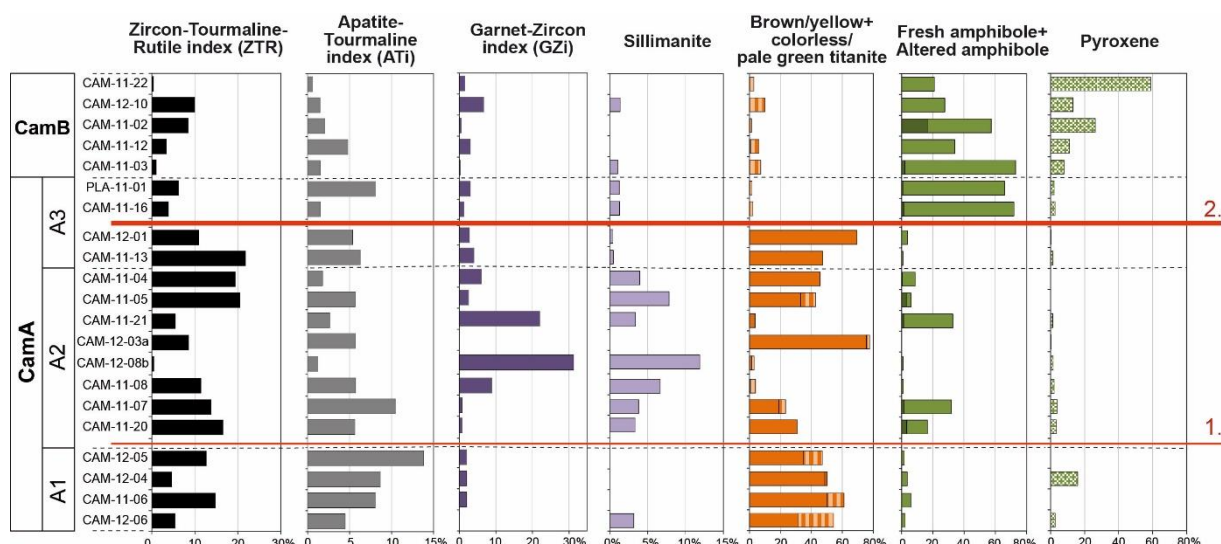 Zircon-Tourmaline-
Rutile index (ZTR)
Apatite-
Tourmaline
index (ATi)
Garnet-Zircon
index (GZi)
Sillimanite
Brown/yellow+
colorless/
pale green titanite
Fresh amphibole+
Altered amphibole
Pyroxene
CamB
CAM-11-22
CAM-12-10
CAM-11-02
CAM-11-12
CAM-11-03
CamA
A3
PLA-11-01
CAM-11-16
2.
CAM-12-01
CAM-13
A2
CAM-11-04
CAM-11-05
CAM-11-21
CAM-12-03a
CAM-12-08b
CAM-11-08
CAM-11-07
CAM-11-20
1.
A1
CAM-12-05
CAM-12-04
CAM-11-06
CAM-12-06
0 10 20 30%
0 5 10 15%
0 10 20 30%
0 5 10%
0 20 40 60 80%
0 20 40 60 80%
0 20 40 60 80%